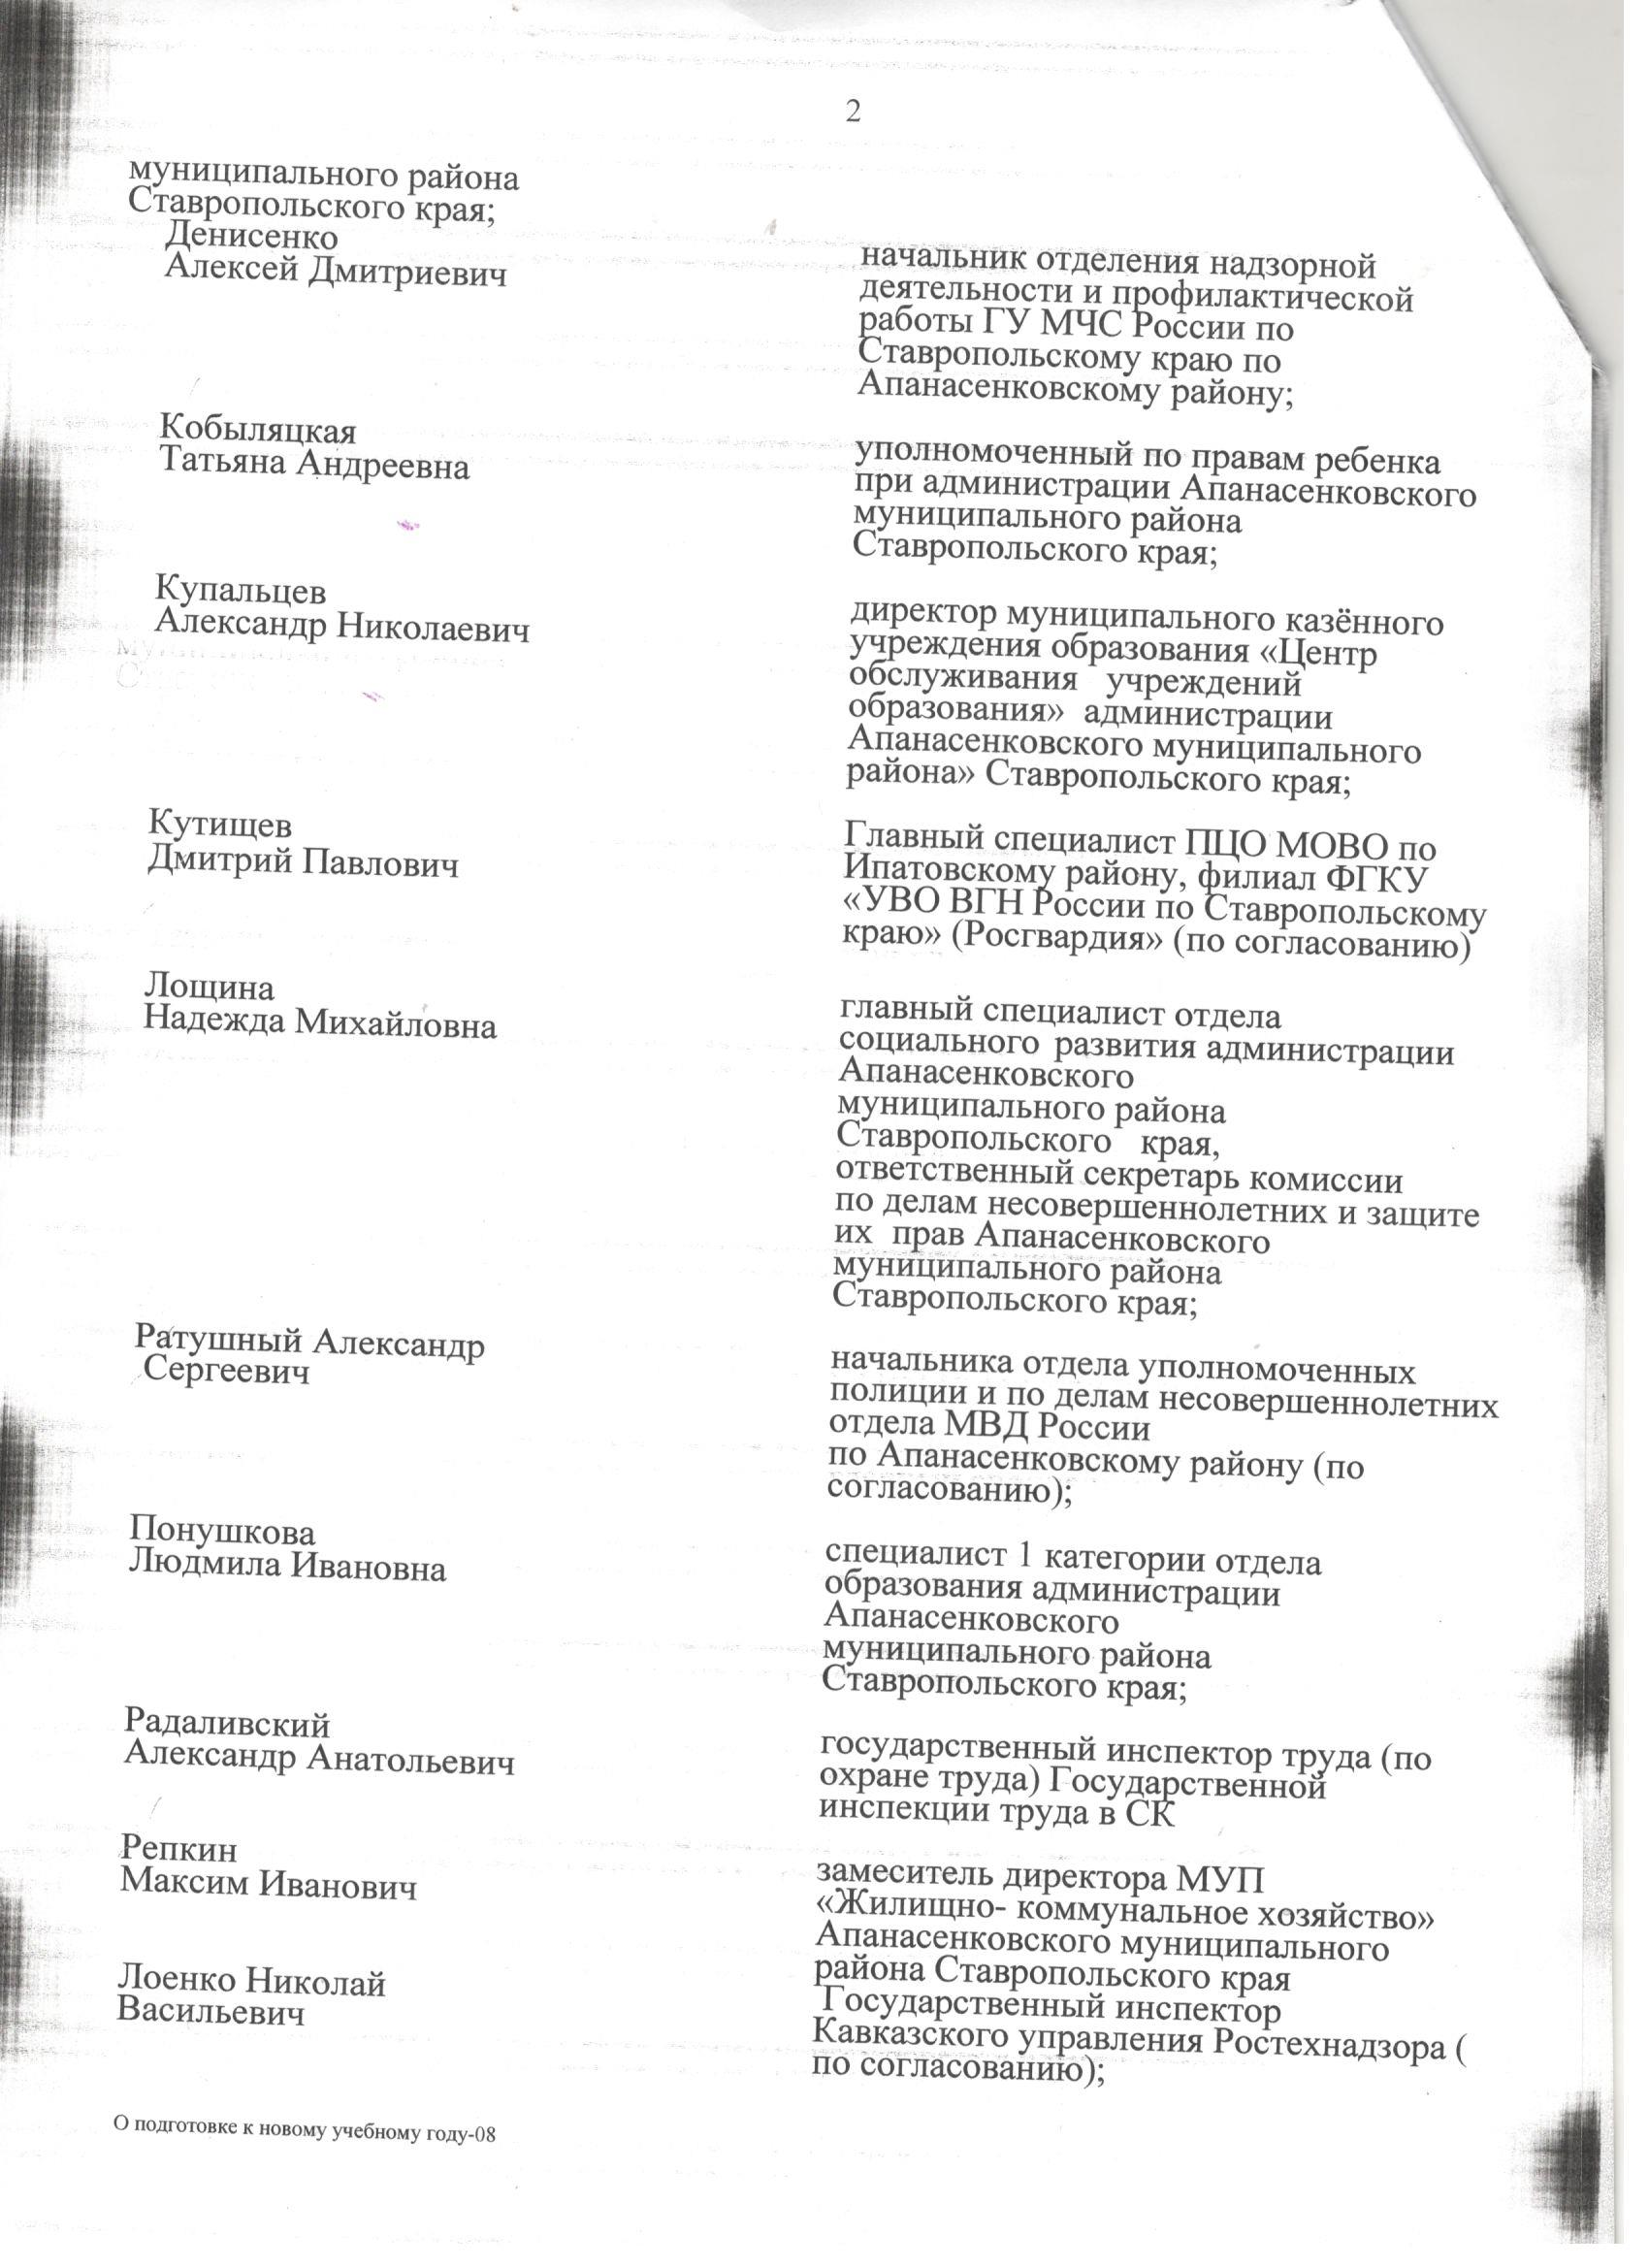 2
муниципального района
Ставропольского края;
Денисенко
Алексей Дмитриевич
начальник отделения надзорной
деятельности и профилактической
работы ГУ МЧС России по
Ставропольскому краю по
Апанасенковскому району;
Кобыляцкая
Татьяна Андреевна
уполномоченный по правам ребенка
при администрации Апанасенковского
муниципального района
Ставропольского края;
Купальцев
Александр Николаевич
директор муниципального казённого
учреждения образования «Центр
обслуживания учреждений
образования» администрации
Апанасенковского муниципального
района» Ставропольского края;
Кутищев
Дмитрий Павлович
Главный специалист ПЦО МОВО по
Ипатовскому району, филиал ФГКУ
«УВО ВГН России по Ставропольскому
краю» (Росгвардия» (по согласованию)
Лощина
Надежда Михайловна
главный специалист отдела
социального развития администрации
Апанасенковского
муниципального района
Ставропольского края,
ответственный секретарь комиссии
по делам несовершеннолетних и защите
их прав Апанасенковского
муниципального района
Ставропольского края;
Ратушный Александр
Сергеевич
начальника отдела уполномоченных
полиции и по делам несовершеннолетних
отдела МВД России
по Апанасенковскому району (по
согласованию);
Понушкова
Людмила Ивановна
специалист 1 категории отдела
образования администрации
Апанасенковского
муниципального района
Ставропольского края;
Радаливский
Александр Анатольевич
государственный инспектор труда (по
охране труда) Государственной
инспекции труда в СК
Репкин
Максим Иванович
замеситель директора МУП
«Жилищно- коммунальное хозяйство»
Апанасенковского муниципального
района Ставропольского края
Лоенко Николай
Васильевич
Государственный инспектор
Кавказского управления Ростехнадзора (
по согласованию);
О подготовке к новому учебному году-08